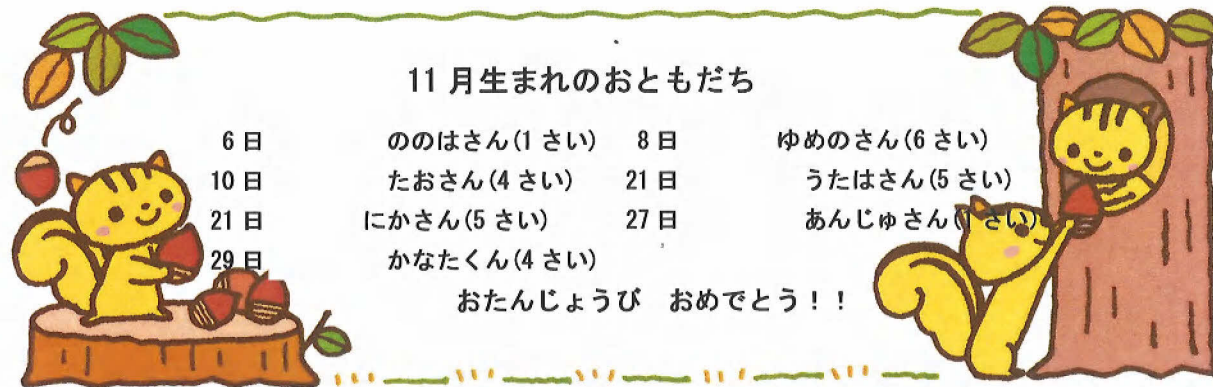 11月生まれのおともだち
6日 ののはさん(1さい) 8日 ゆめのさん(6さい)
10日 たおさん(4さい) 21日 うたはさん(5さい)
21日 にかさん(5さい) 27日 あんじゅさん(1さい)
29日 かなたくん(4さい)
おたんじょうび おめでとう!!